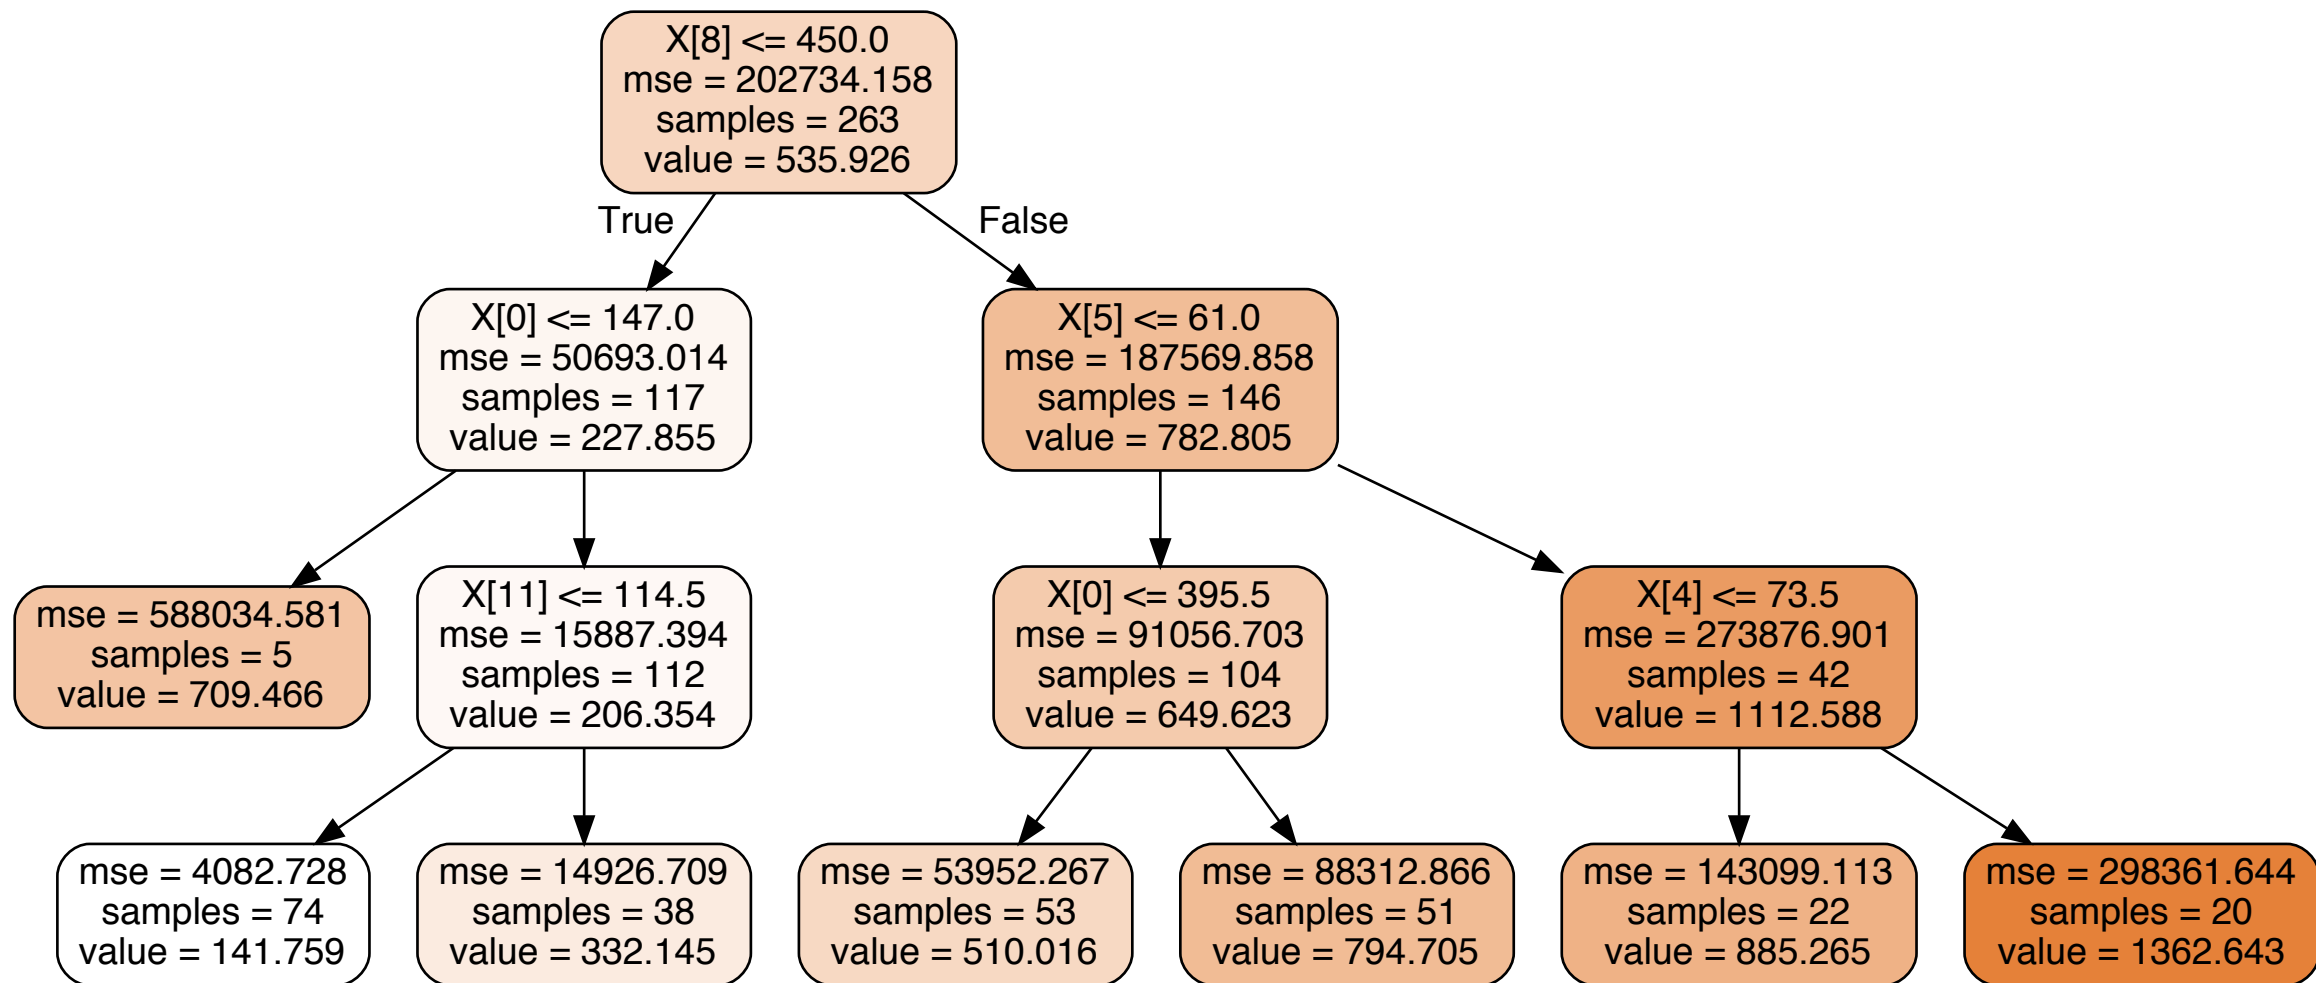 X[8] <= 450.0
mse = 202734.158
samples = 263
value = 535.926
True
False
X[0] <= 147.0
mse = 50693.014
samples = 117
value = 227.855
X[5] <= 61.0
mse = 187569.858
samples = 146
value = 782.805
mse = 588034.581
samples = 5
value = 709.466
X[11] <= 114.5
mse = 15887.394
samples = 112
value = 206.354
X[0] <= 395.5
mse = 91056.703
samples = 104
value = 649.623
X[4] <= 73.5
mse = 273876.901
samples = 42
value = 1112.588
mse = 4082.728
samples = 74
value = 141.759
mse = 14926.709
samples = 38
value = 332.145
mse = 53952.267
samples = 53
value = 510.016
mse = 88312.866
samples = 51
value = 794.705
mse = 143099.113
samples = 22
value = 885.265
mse = 298361.644
samples = 20
value = 1362.643